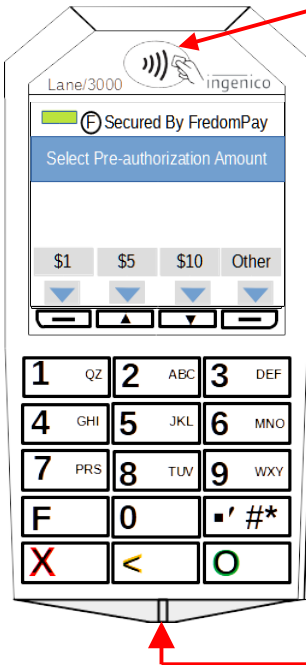 Lane/3000 ingenico
F Secured By FredomPay
Select Pre-authorization Amount
$1 $5 $10 Other
1 QZ 2 ABC 3 DEF
4 GHI 5 JKL 6 MNO
7 PRS 8 TUV 9 WXY
F 0 .' #*
X < O